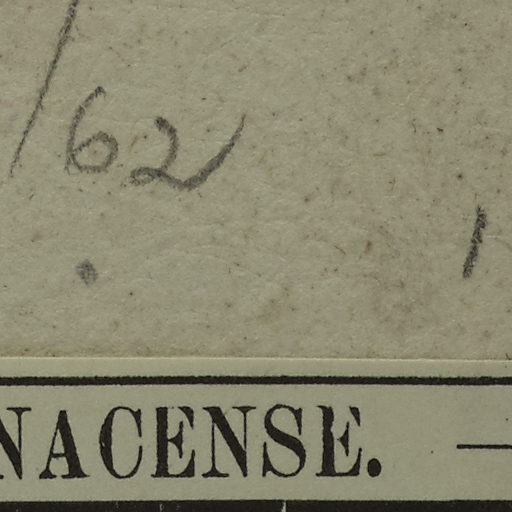 /62
NACENSE. —